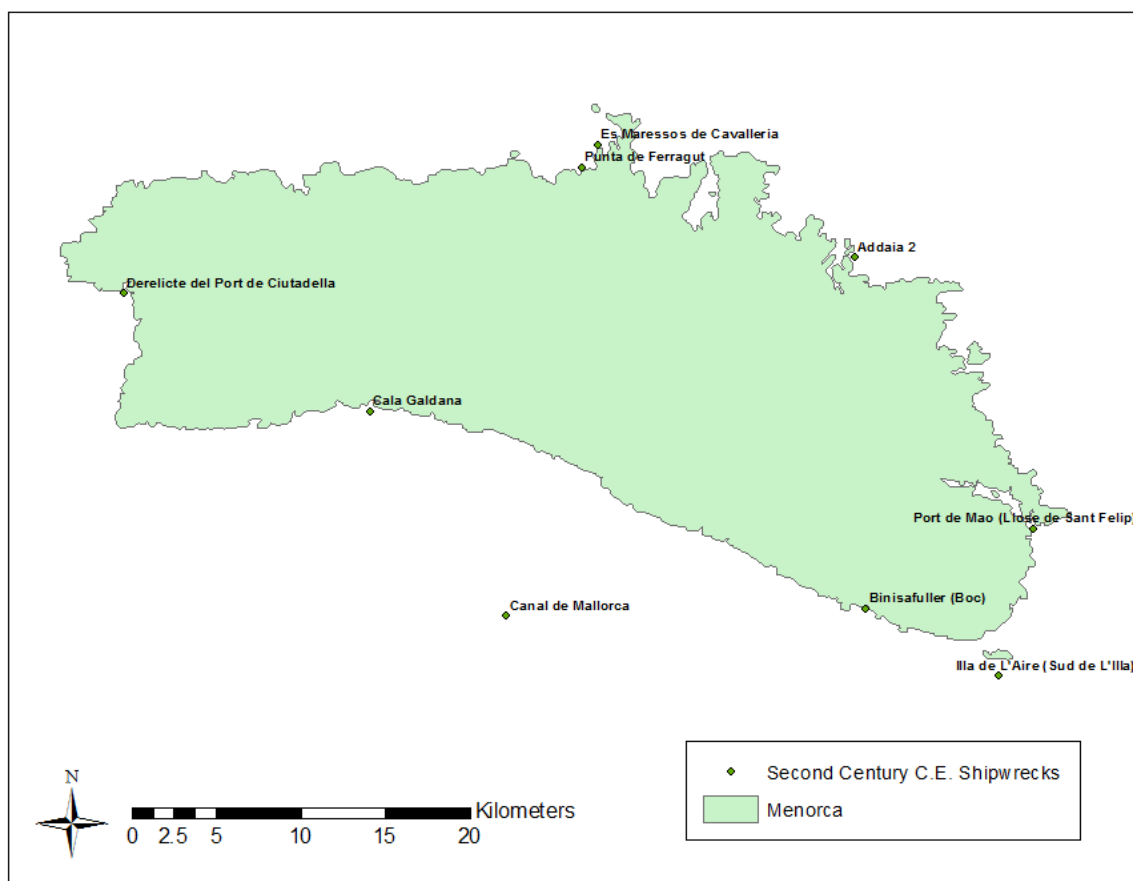 Es Maressos de Cavalleria
Punta de Ferragut
Addaia 2
Derelicte del Port de Ciutadella
Cala Galdana
Port de Mao (Llose de Sant Felip)
Binisafuller (Boc)
Canal de Mallorca
Illa de L'Aire (Sud de L'Illa)
N
Kilometers
0 2.5 5 10 15 20
Second Century C.E. Shipwrecks
Menorca